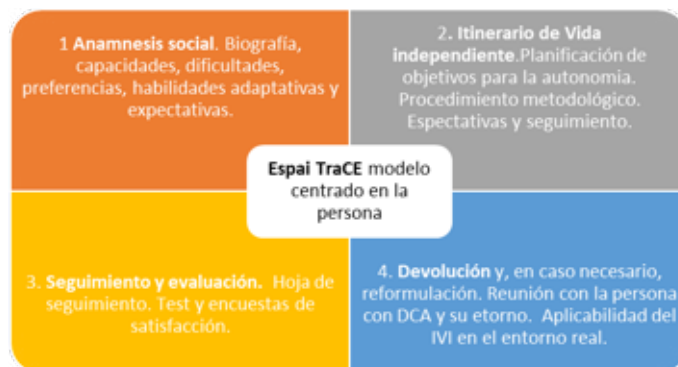 1 Anamnesis social. Biografía,
capacidades, dificultades,
preferencias, habilidades adaptativas y
expectativas.
2. Itinerario de Vida
independiente.Planificación de
objetivos para la autonomia.
Procedimiento metodológico.
Espectativas y seguimiento.
Espai TraCE modelo
centrado en la
persona
3. Seguimiento y evaluación. Hoja de
seguimiento. Test y encuestas de
satisfacción.
4. Devolución y, en caso necesario,
reformulación. Reunión con la persona
con DCA y su etorno. Aplicabilidad del
IVI en el entorno real.